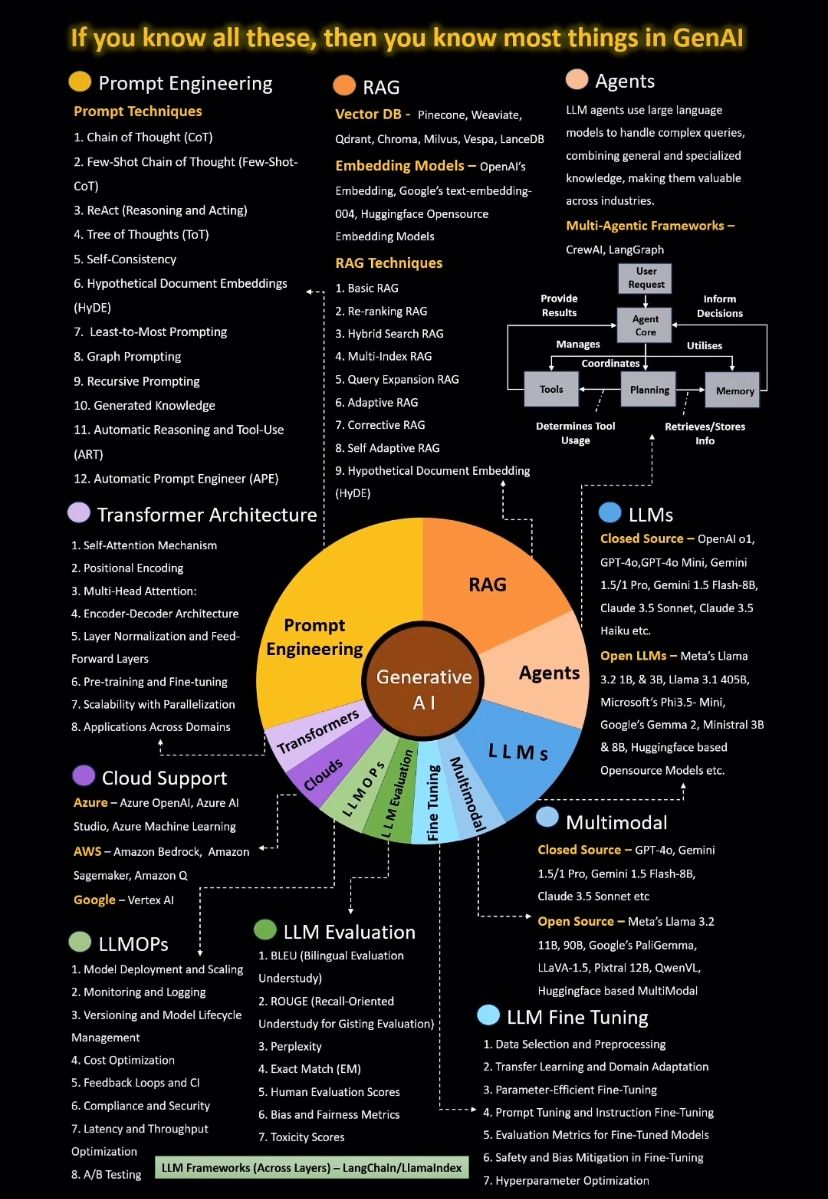 If you know all these, then you know most things in GenAI
Prompt Engineering
Prompt Techniques
1. Chain of Thought (CoT)
2. Few-Shot Chain of Thought (Few-Shot-
CoT)
3. ReAct (Reasoning and Acting)
4. Tree of Thoughts (ToT)
5. Self-Consistency
6. Hypothetical Document Embeddings
(HyDE)
7. Least-to-Most Prompting
8. Graph Prompting
9. Recursive Prompting
10. Generated Knowledge
11. Automatic Reasoning and Tool-Use
(ART)
12. Automatic Prompt Engineer (APE)
RAG
Vector DB - Pinecone, Weaviate,
Qdrant, Chroma, Milvus, Vespa, LanceDB
Embedding Models – OpenAI's
Embedding, Google's text-embedding-
004, Huggingface Opensource
Embedding Models
RAG Techniques
1. Basic RAG
2. Re-ranking RAG
3. Hybrid Search RAG
4. Multi-Index RAG
5. Query Expansion RAG
6. Adaptive RAG
7. Corrective RAG
8. Self Adaptive RAG
9. Hypothetical Document Embedding
(HyDE)
Agents
LLM agents use large language
models to handle complex queries,
combining general and specialized
knowledge, making them valuable
across industries.
Multi-Agentic Frameworks –
CrewAI, LangGraph
User
Request
Provide
Results
Inform
Decisions
Agent
Core
Manages
Utilises
Coordinates
Tools
Planning
Memory
Determines Tool
Usage
Retrieves/Stores
Info
Transformer Architecture
1. Self-Attention Mechanism
2. Positional Encoding
3. Multi-Head Attention:
4. Encoder-Decoder Architecture
5. Layer Normalization and Feed-
Forward Layers
6. Pre-training and Fine-tuning
7. Scalability with Parallelization
8. Applications Across Domains
RAG
Prompt
Engineering
Agents
Generative
A I
Transformers
Clouds
LLMOPs
LLM Evaluation
Fine Tuning
Multimodal
LLMs
LLMs
Closed Source – OpenAI o1,
GPT-4o,GPT-4o Mini, Gemini
1.5/1 Pro, Gemini 1.5 Flash-8B,
Claude 3.5 Sonnet, Claude 3.5
Haiku etc.
Open LLMs – Meta's Llama
3.2 1B, & 3B, Llama 3.1 405B,
Microsoft's Phi3.5- Mini,
Google's Gemma 2, Ministral 3B
& 8B, Huggingface based
Opensource Models etc.
Cloud Support
Azure – Azure OpenAI, Azure AI
Studio, Azure Machine Learning
AWS – Amazon Bedrock, Amazon
Sagemaker, Amazon Q
Google – Vertex AI
Multimodal
Closed Source – GPT-4o, Gemini
1.5/1 Pro, Gemini 1.5 Flash-8B,
Claude 3.5 Sonnet etc
Open Source – Meta's Llama 3.2
11B, 90B, Google's PaliGemma,
LLaVA-1.5, Pixtral 12B, QwenVL,
Huggingface based MultiModal
LLMOPs
1. Model Deployment and Scaling
2. Monitoring and Logging
3. Versioning and Model Lifecycle
Management
4. Cost Optimization
5. Feedback Loops and CI
6. Compliance and Security
7. Latency and Throughput
Optimization
8. A/B Testing
LLM Evaluation
1. BLEU (Bilingual Evaluation
Understudy)
2. ROUGE (Recall-Oriented
Understudy for Gisting Evaluation)
3. Perplexity
4. Exact Match (EM)
5. Human Evaluation Scores
6. Bias and Fairness Metrics
7. Toxicity Scores
LLM Fine Tuning
1. Data Selection and Preprocessing
2. Transfer Learning and Domain Adaptation
3. Parameter-Efficient Fine-Tuning
4. Prompt Tuning and Instruction Fine-Tuning
5. Evaluation Metrics for Fine-Tuned Models
6. Safety and Bias Mitigation in Fine-Tuning
7. Hyperparameter Optimization
LLM Frameworks (Across Layers) – LangChain/LlamaIndex